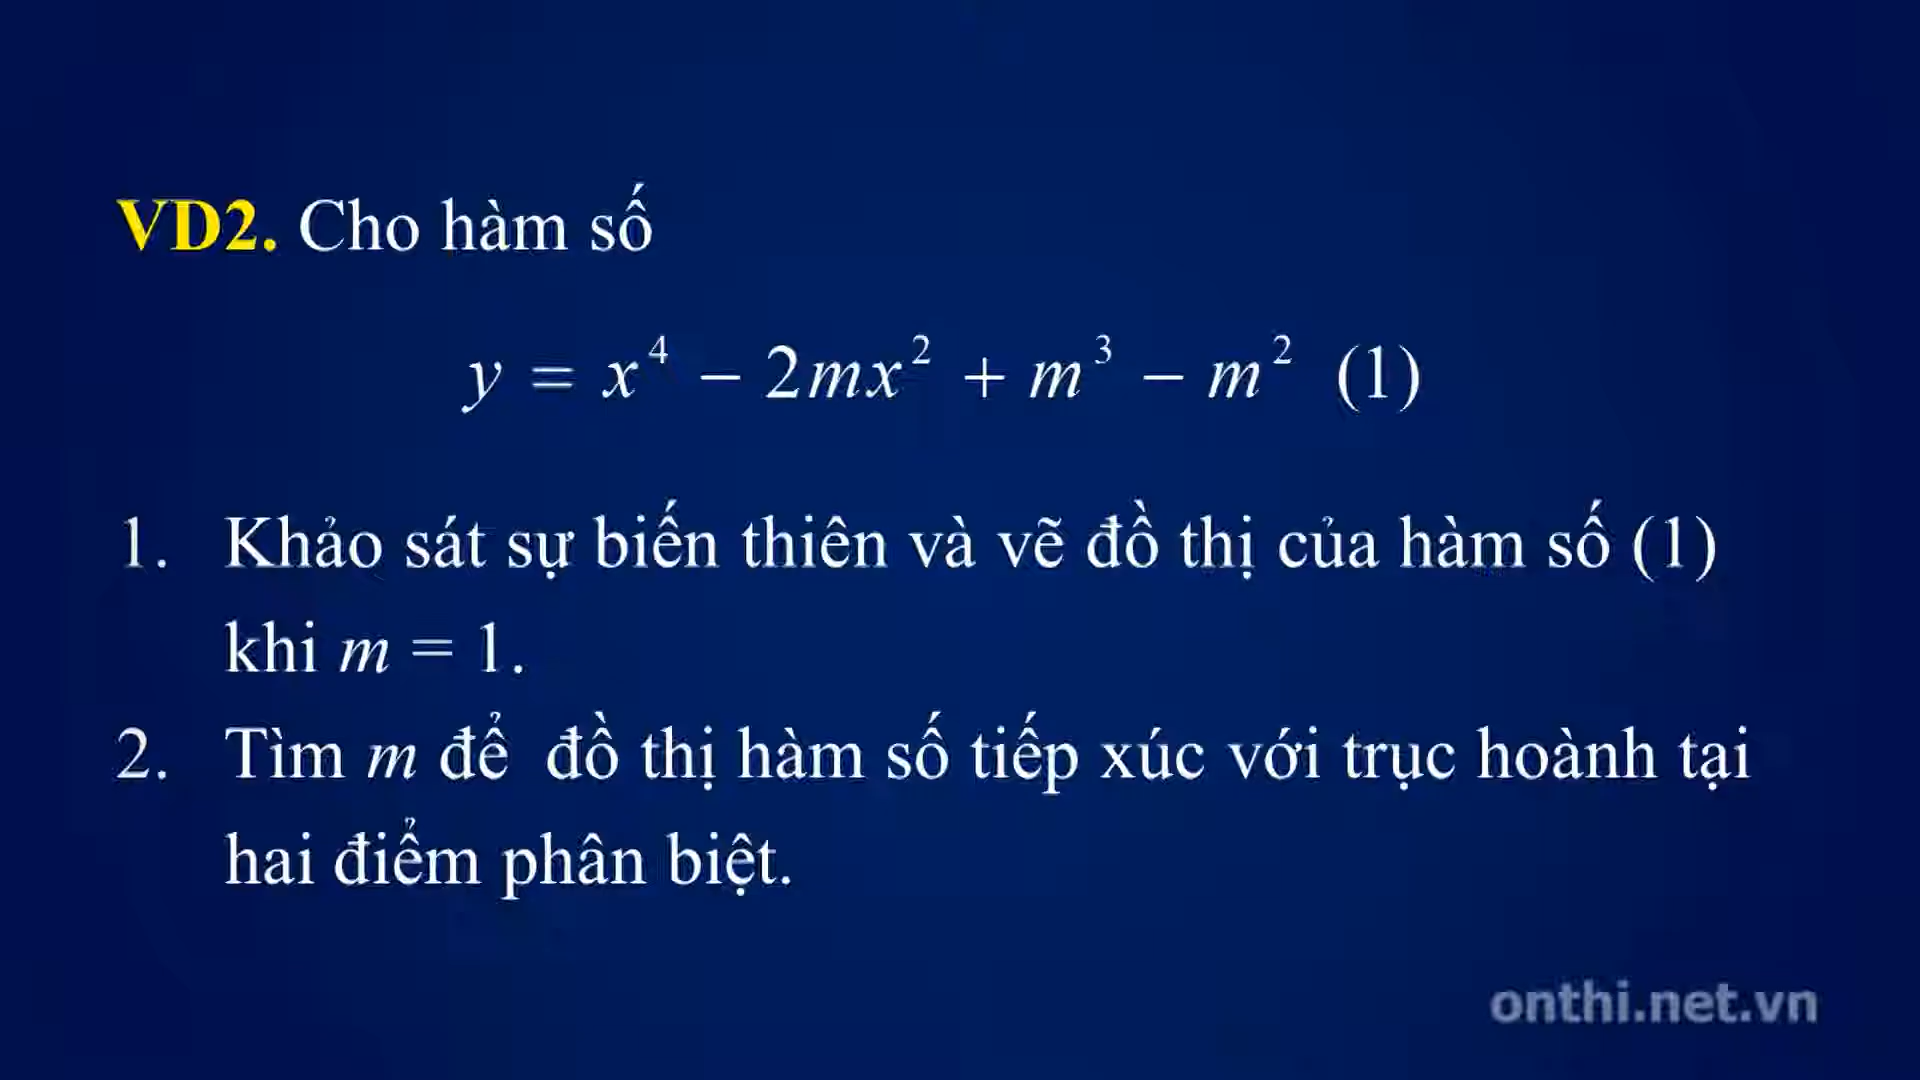 VD2. Cho hàm số
y = x⁴ − 2mx² + m³ − m² (1)
1. Khảo sát sự biến thiên và vẽ đồ thị của hàm số (1)
khi m = 1.
2. Tìm m để đồ thị hàm số tiếp xúc với trục hoành tại
hai điểm phân biệt.
onthi.net.vn